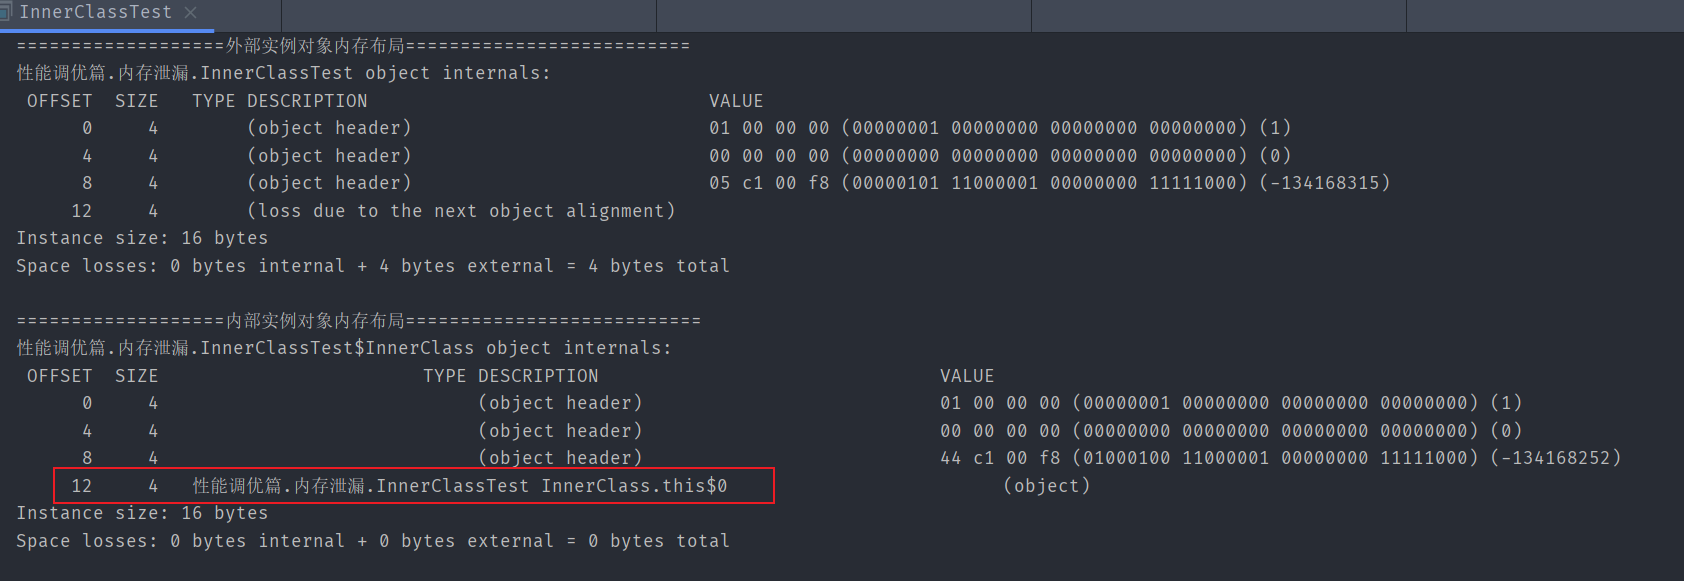 InnerClassTest
===================外部实例对象内存布局==========================
性能调优篇.内存泄漏.InnerClassTest object internals:
OFFSET SIZE TYPE DESCRIPTION VALUE
0 4 (object header) 01 00 00 00 (00000001 00000000 00000000 00000000) (1)
4 4 (object header) 00 00 00 00 (00000000 00000000 00000000 00000000) (0)
8 4 (object header) 05 c1 00 f8 (00000101 11000001 00000000 11111000) (-134168315)
12 4 (loss due to the next object alignment)
Instance size: 16 bytes
Space losses: 0 bytes internal + 4 bytes external = 4 bytes total
===================内部实例对象内存布局===========================
性能调优篇.内存泄漏.InnerClassTest$InnerClass object internals:
OFFSET SIZE TYPE DESCRIPTION VALUE
0 4 (object header) 01 00 00 00 (00000001 00000000 00000000 00000000) (1)
4 4 (object header) 00 00 00 00 (00000000 00000000 00000000 00000000) (0)
8 4 (object header) 44 c1 00 f8 (01000100 11000001 00000000 11111000) (-134168252)
12 4 性能调优篇.内存泄漏.InnerClassTest InnerClass.this$0 (object)
Instance size: 16 bytes
Space losses: 0 bytes internal + 0 bytes external = 0 bytes total